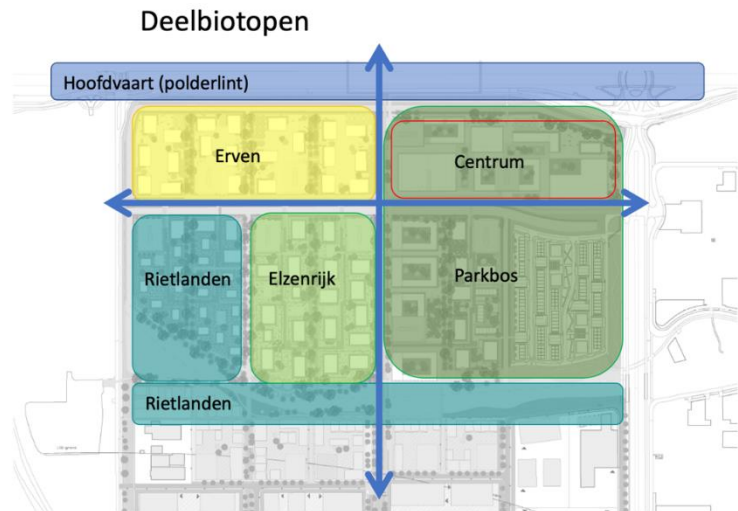 Deelbiotopen
Hoofdvaart (polderlint)
Erven
Centrum
Rietlanden
Elzenrijk
Parkbos
Rietlanden